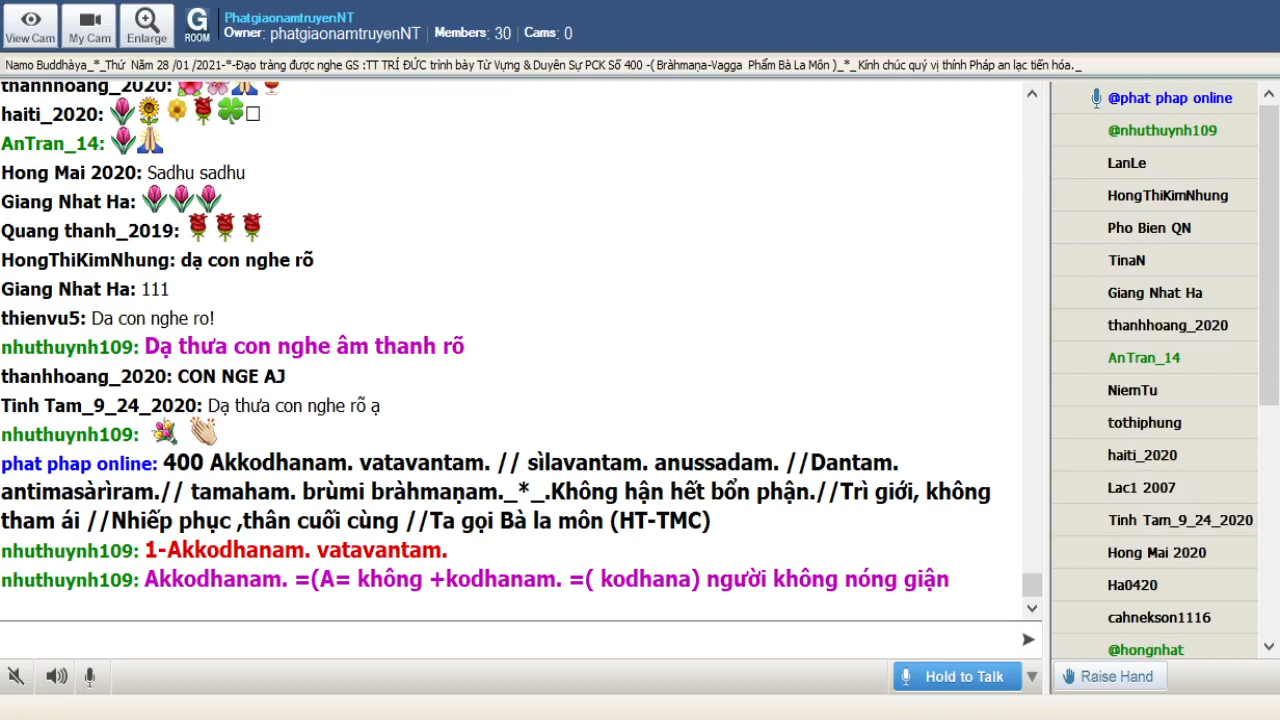 View Cam
My Cam
Enlarge
G
ROOM
PhatgiaonamtruyenNT
Owner: phatgiaonamtruyenNT | Members: 30 | Cams: 0
Namo Buddhàya_*_Thứ Năm 28 /01 /2021-*-Đạo tràng được nghe GS :TT TRÍ ĐỨC trình bày Từ Vựng & Duyên Sự PCK Số 400 -( Bràhmaṇa-Vagga Phẩm Bà La Môn )_*_ Kính chúc quý vị thính Pháp an lạc tiến hóa._
thanhhoang_2020:
haiti_2020:
AnTran_14:
Hong Mai 2020: Sadhu sadhu
Giang Nhat Ha:
Quang thanh_2019:
HongThiKimNhung: dạ con nghe rõ
Giang Nhat Ha: 111
thienvu5: Da con nghe ro!
nhuthuynh109: Dạ thưa con nghe âm thanh rõ
thanhhoang_2020: CON NGE AJ
Tinh Tam_9_24_2020: Dạ thưa con nghe rõ ạ
nhuthuynh109:
phat phap online: 400 Akkodhanam. vatavantam. // sìlavantam. anussadam. //Dantam.
antimasàrìram.// tamaham. brùmi bràhmaṇam._*_.Không hận hết bổn phận.//Trì giới, không
tham ái //Nhiếp phục ,thân cuối cùng //Ta gọi Bà la môn (HT-TMC)
nhuthuynh109: 1-Akkodhanam. vatavantam.
nhuthuynh109: Akkodhanam. =(A= không +kodhanam. =( kodhana) người không nóng giận
Hold to Talk
@phat phap online
@nhuthuynh109
LanLe
HongThiKimNhung
Pho Bien QN
TinaN
Giang Nhat Ha
thanhhoang_2020
AnTran_14
NiemTu
tothiphung
haiti_2020
Lac1 2007
Tinh Tam_9_24_2020
Hong Mai 2020
Ha0420
cahnekson1116
@hongnhat
Raise Hand